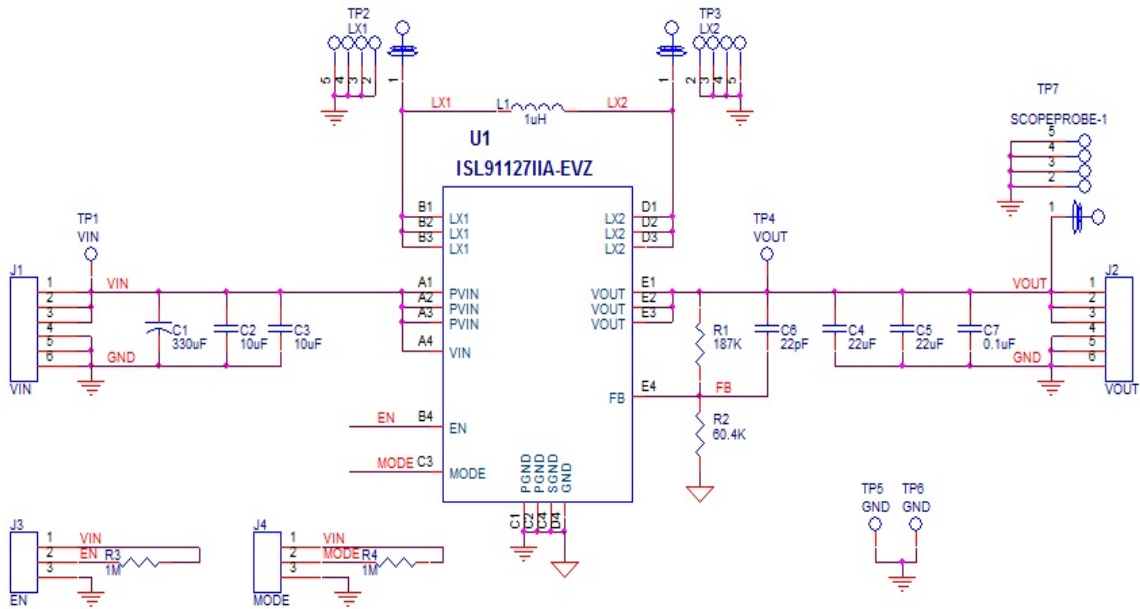 TP2
LX1
5
4
3
2
1
TP3
LX2
1
2
3
4
5
LX1
L1
LX2
1uH
TP7
SCOPEPROBE-1
5
4
3
2
1
U1
ISL91127IIA-EVZ
B1 LX1
B2 LX1
B3 LX1
LX2 D1
LX2 D2
LX2 D3
TP1
VIN
TP4
VOUT
J1
1
2
3
4
5
6
VIN
GND
VIN
C1
330uF
C2
10uF
C3
10uF
A1 PVIN
A2 PVIN
A3 PVIN
A4 VIN
VOUT E1
VOUT E2
VOUT E3
FB E4
R1
187K
C6
22pF
C4
22uF
C5
22uF
C7
0.1uF
VOUT
GND
J2
1
2
3
4
5
6
VOUT
FB
R2
60.4K
EN B4 EN
MODE C3 MODE
PGND
PGND
SGND
GND
C1
C2
C4
D4
TP5
GND
TP6
GND
J3
1 VIN
2 EN R3
3 1M
EN
J4
1 VIN
2 MODE R4
3 1M
MODE